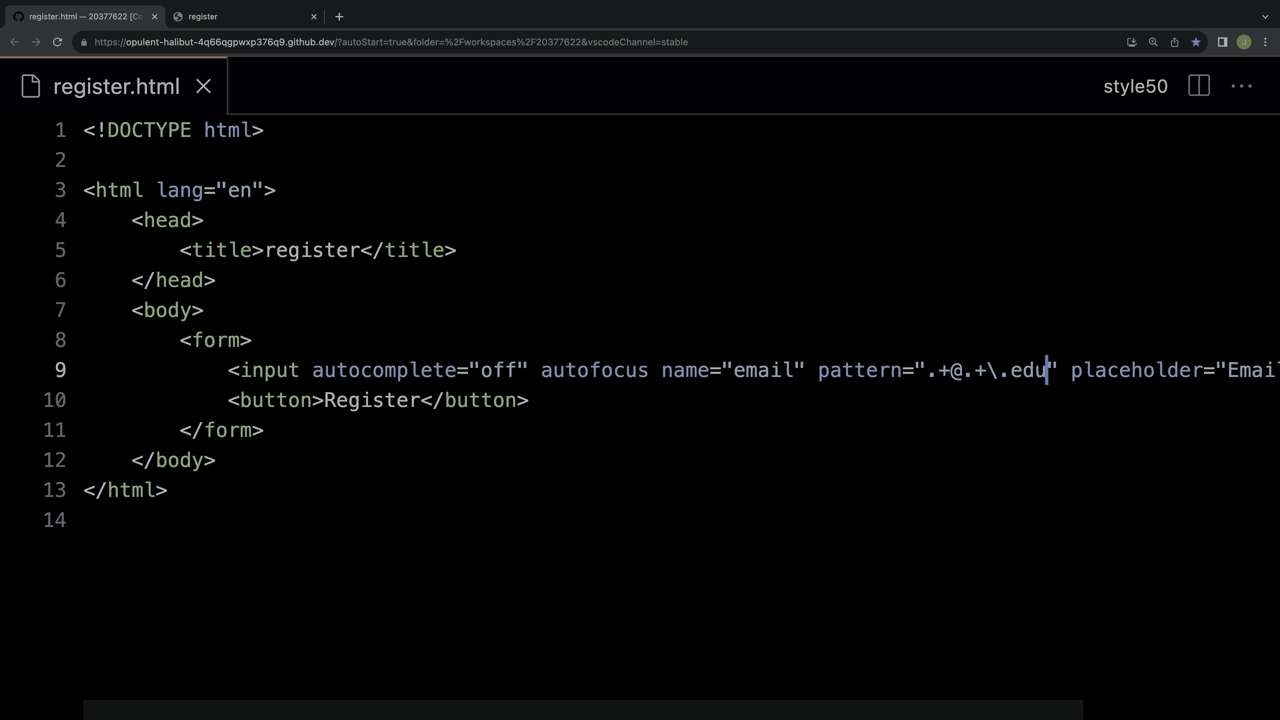 register.html — 20377622 [Co
register
https://opulent-halibut-4q66qgpwxp376q9.github.dev/?autoStart=true&folder=%2Fworkspaces%2F20377622&vscodeChannel=stable
J
register.html
style50
1 <!DOCTYPE html>
2
3 <html lang="en">
4 <head>
5 <title>register</title>
6 </head>
7 <body>
8 <form>
9 <input autocomplete="off" autofocus name="email" pattern=".+@.+\.edu" placeholder="Email
10 <button>Register</button>
11 </form>
12 </body>
13 </html>
14